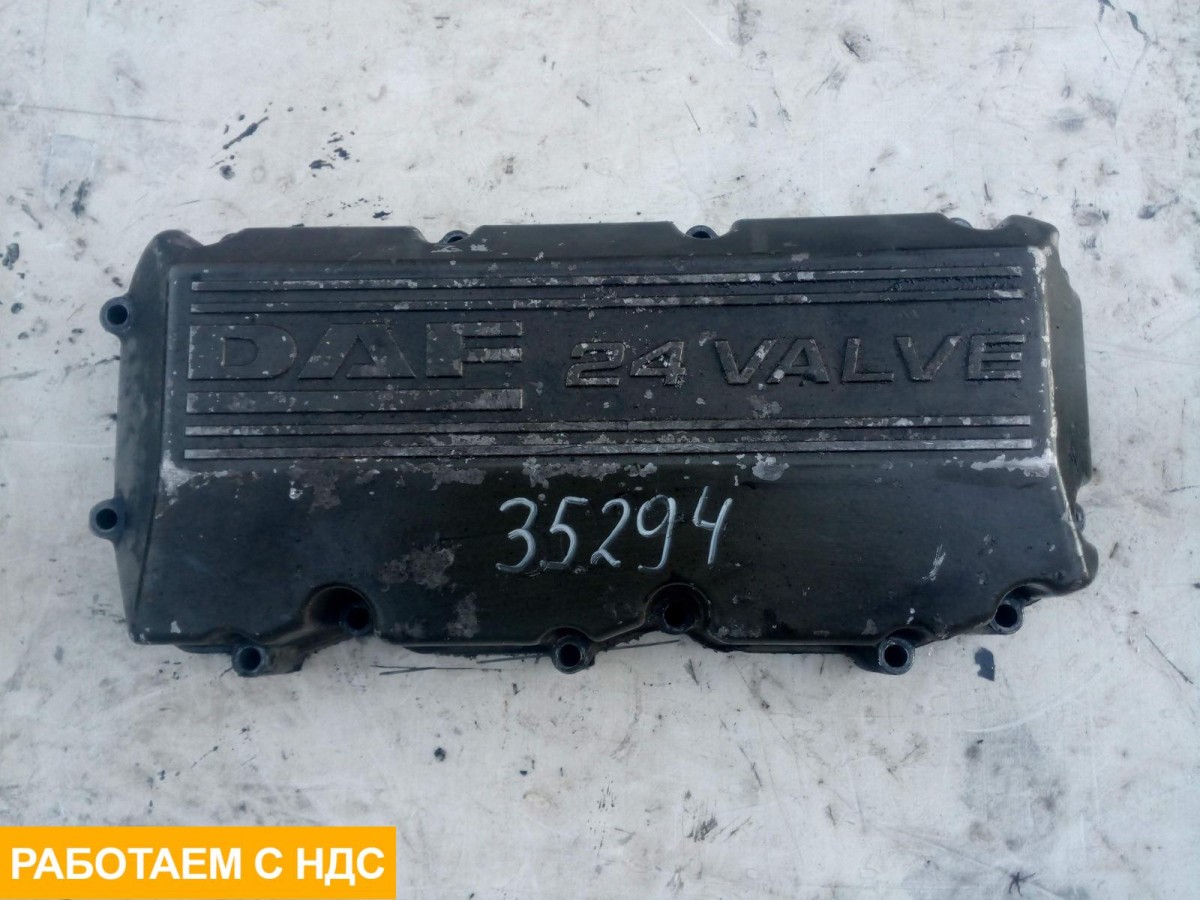 DAF 24 VALVE
35294
РАБОТАЕМ С НДС